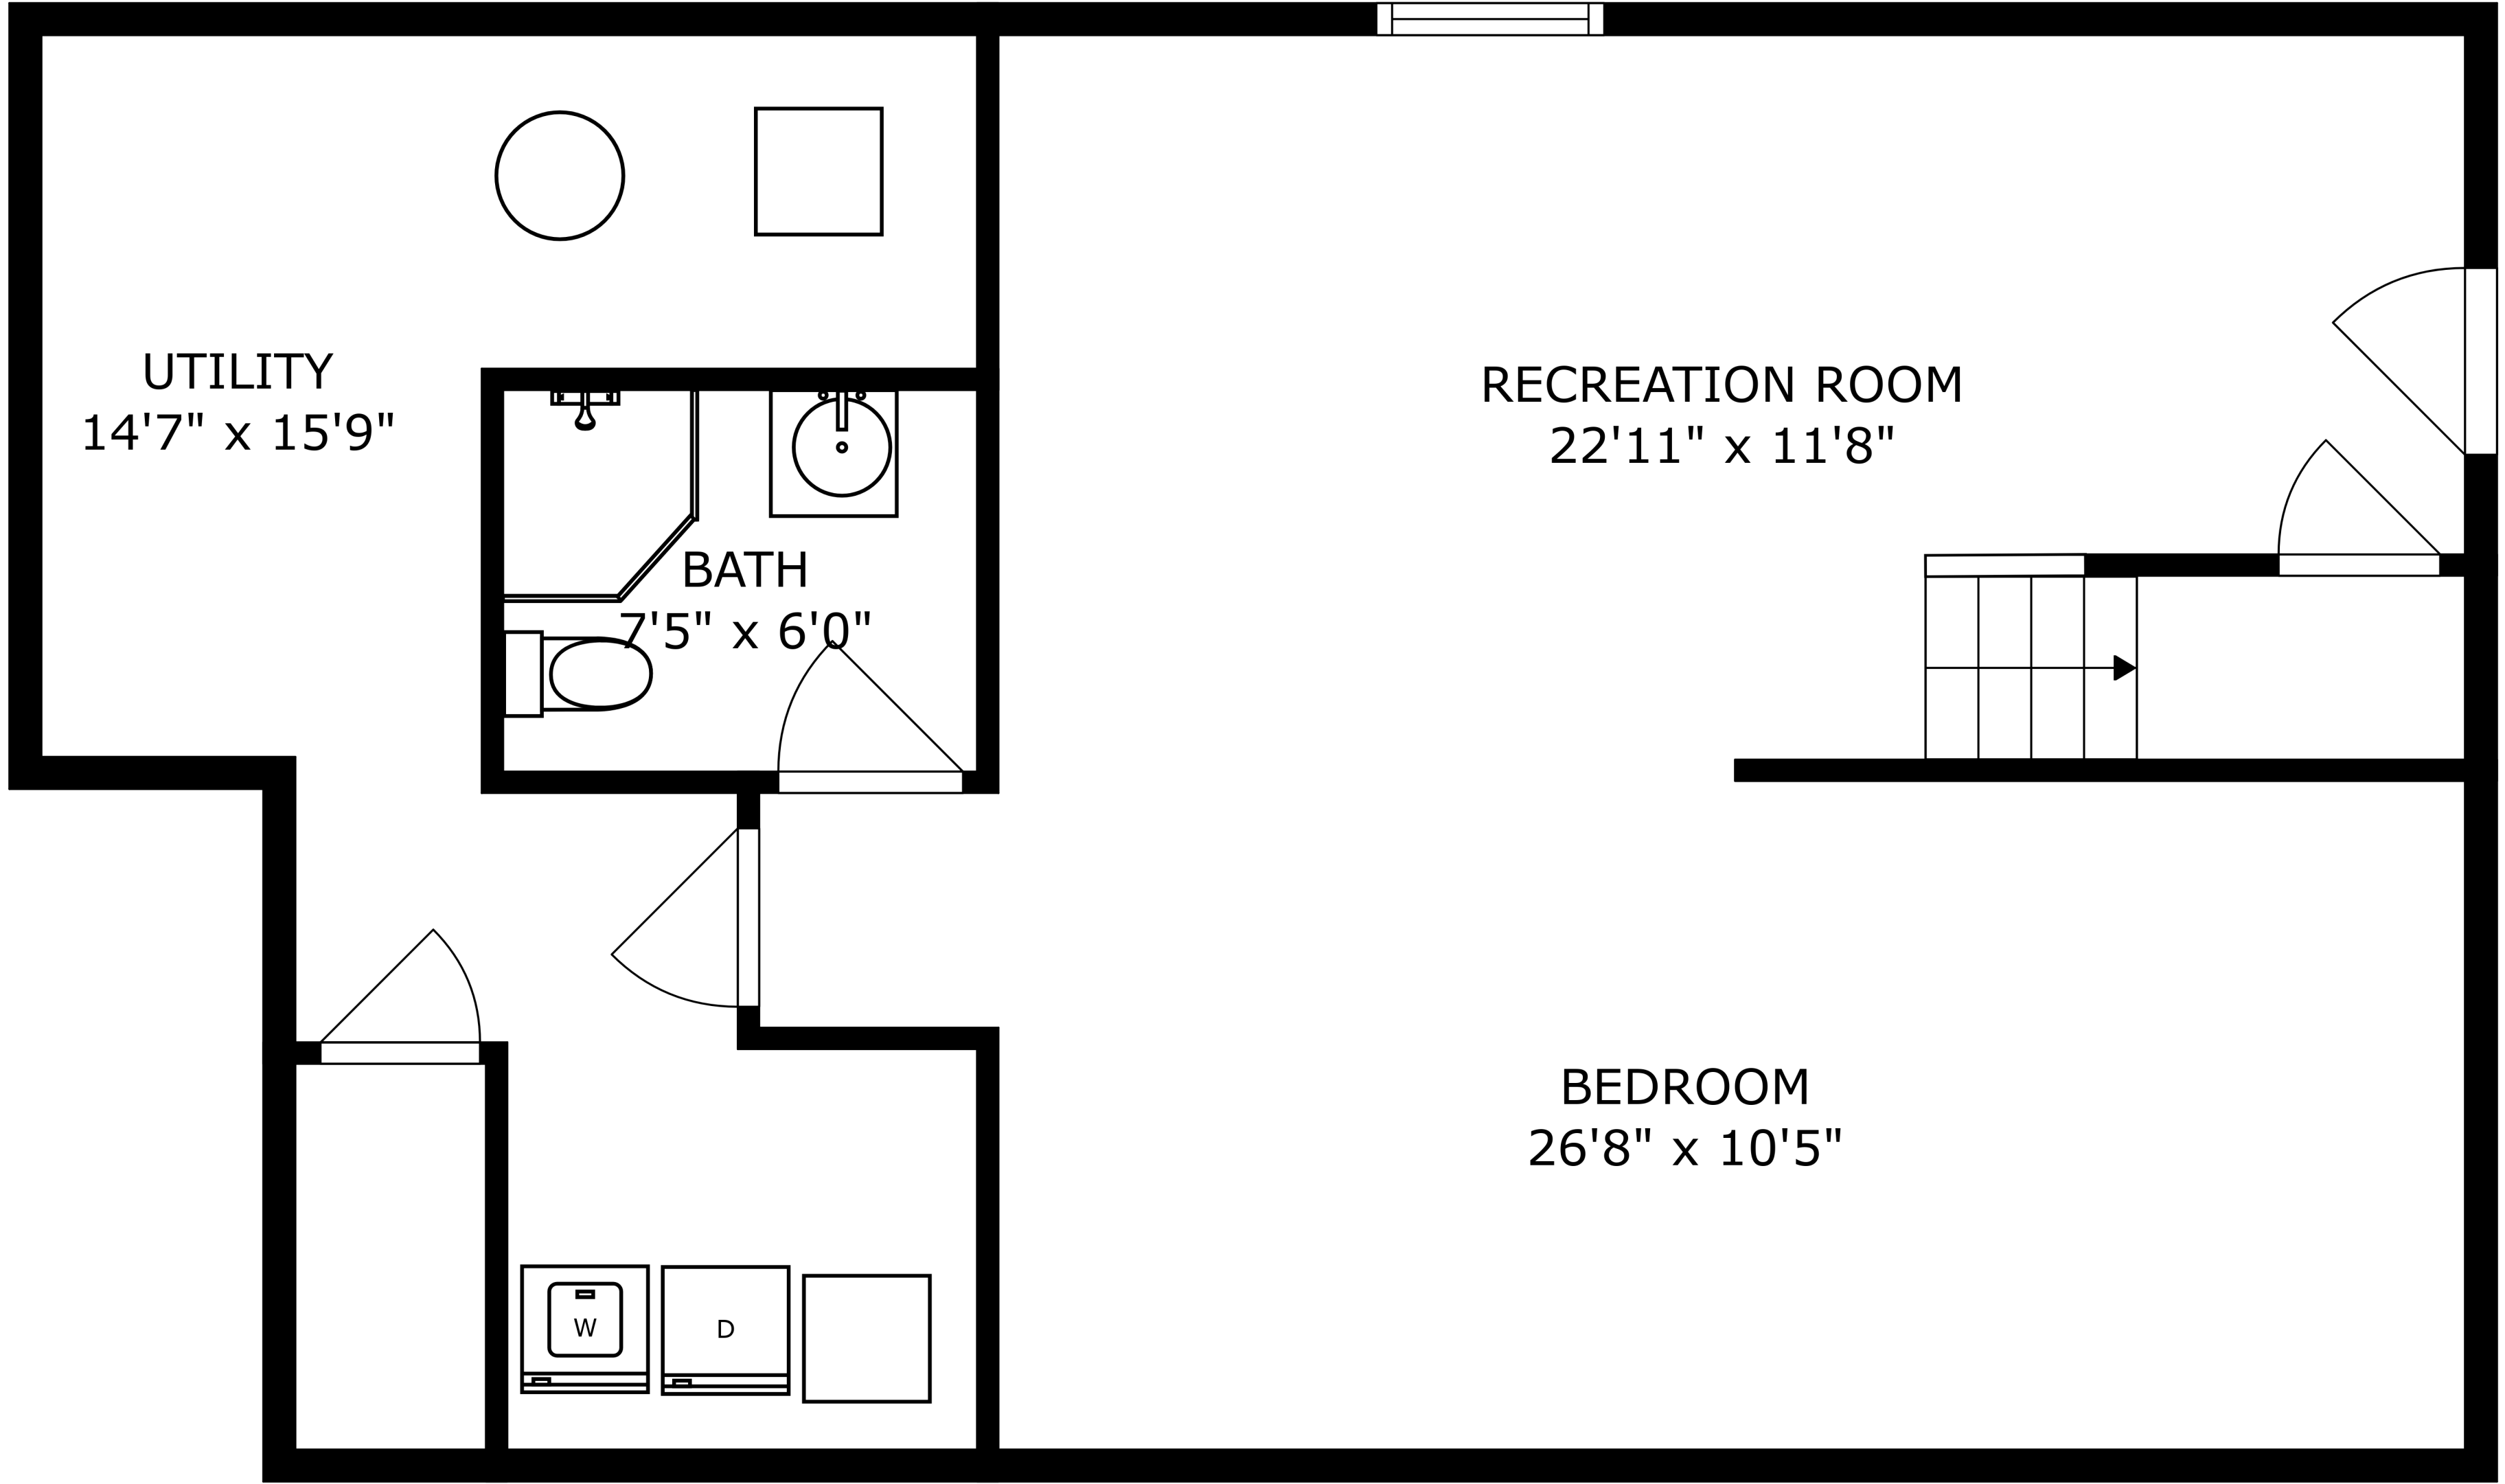 UTILITY
14'7" x 15'9"
RECREATION ROOM
22'11" x 11'8"
BATH
7'5" x 6'0"
BEDROOM
26'8" x 10'5"
W
D